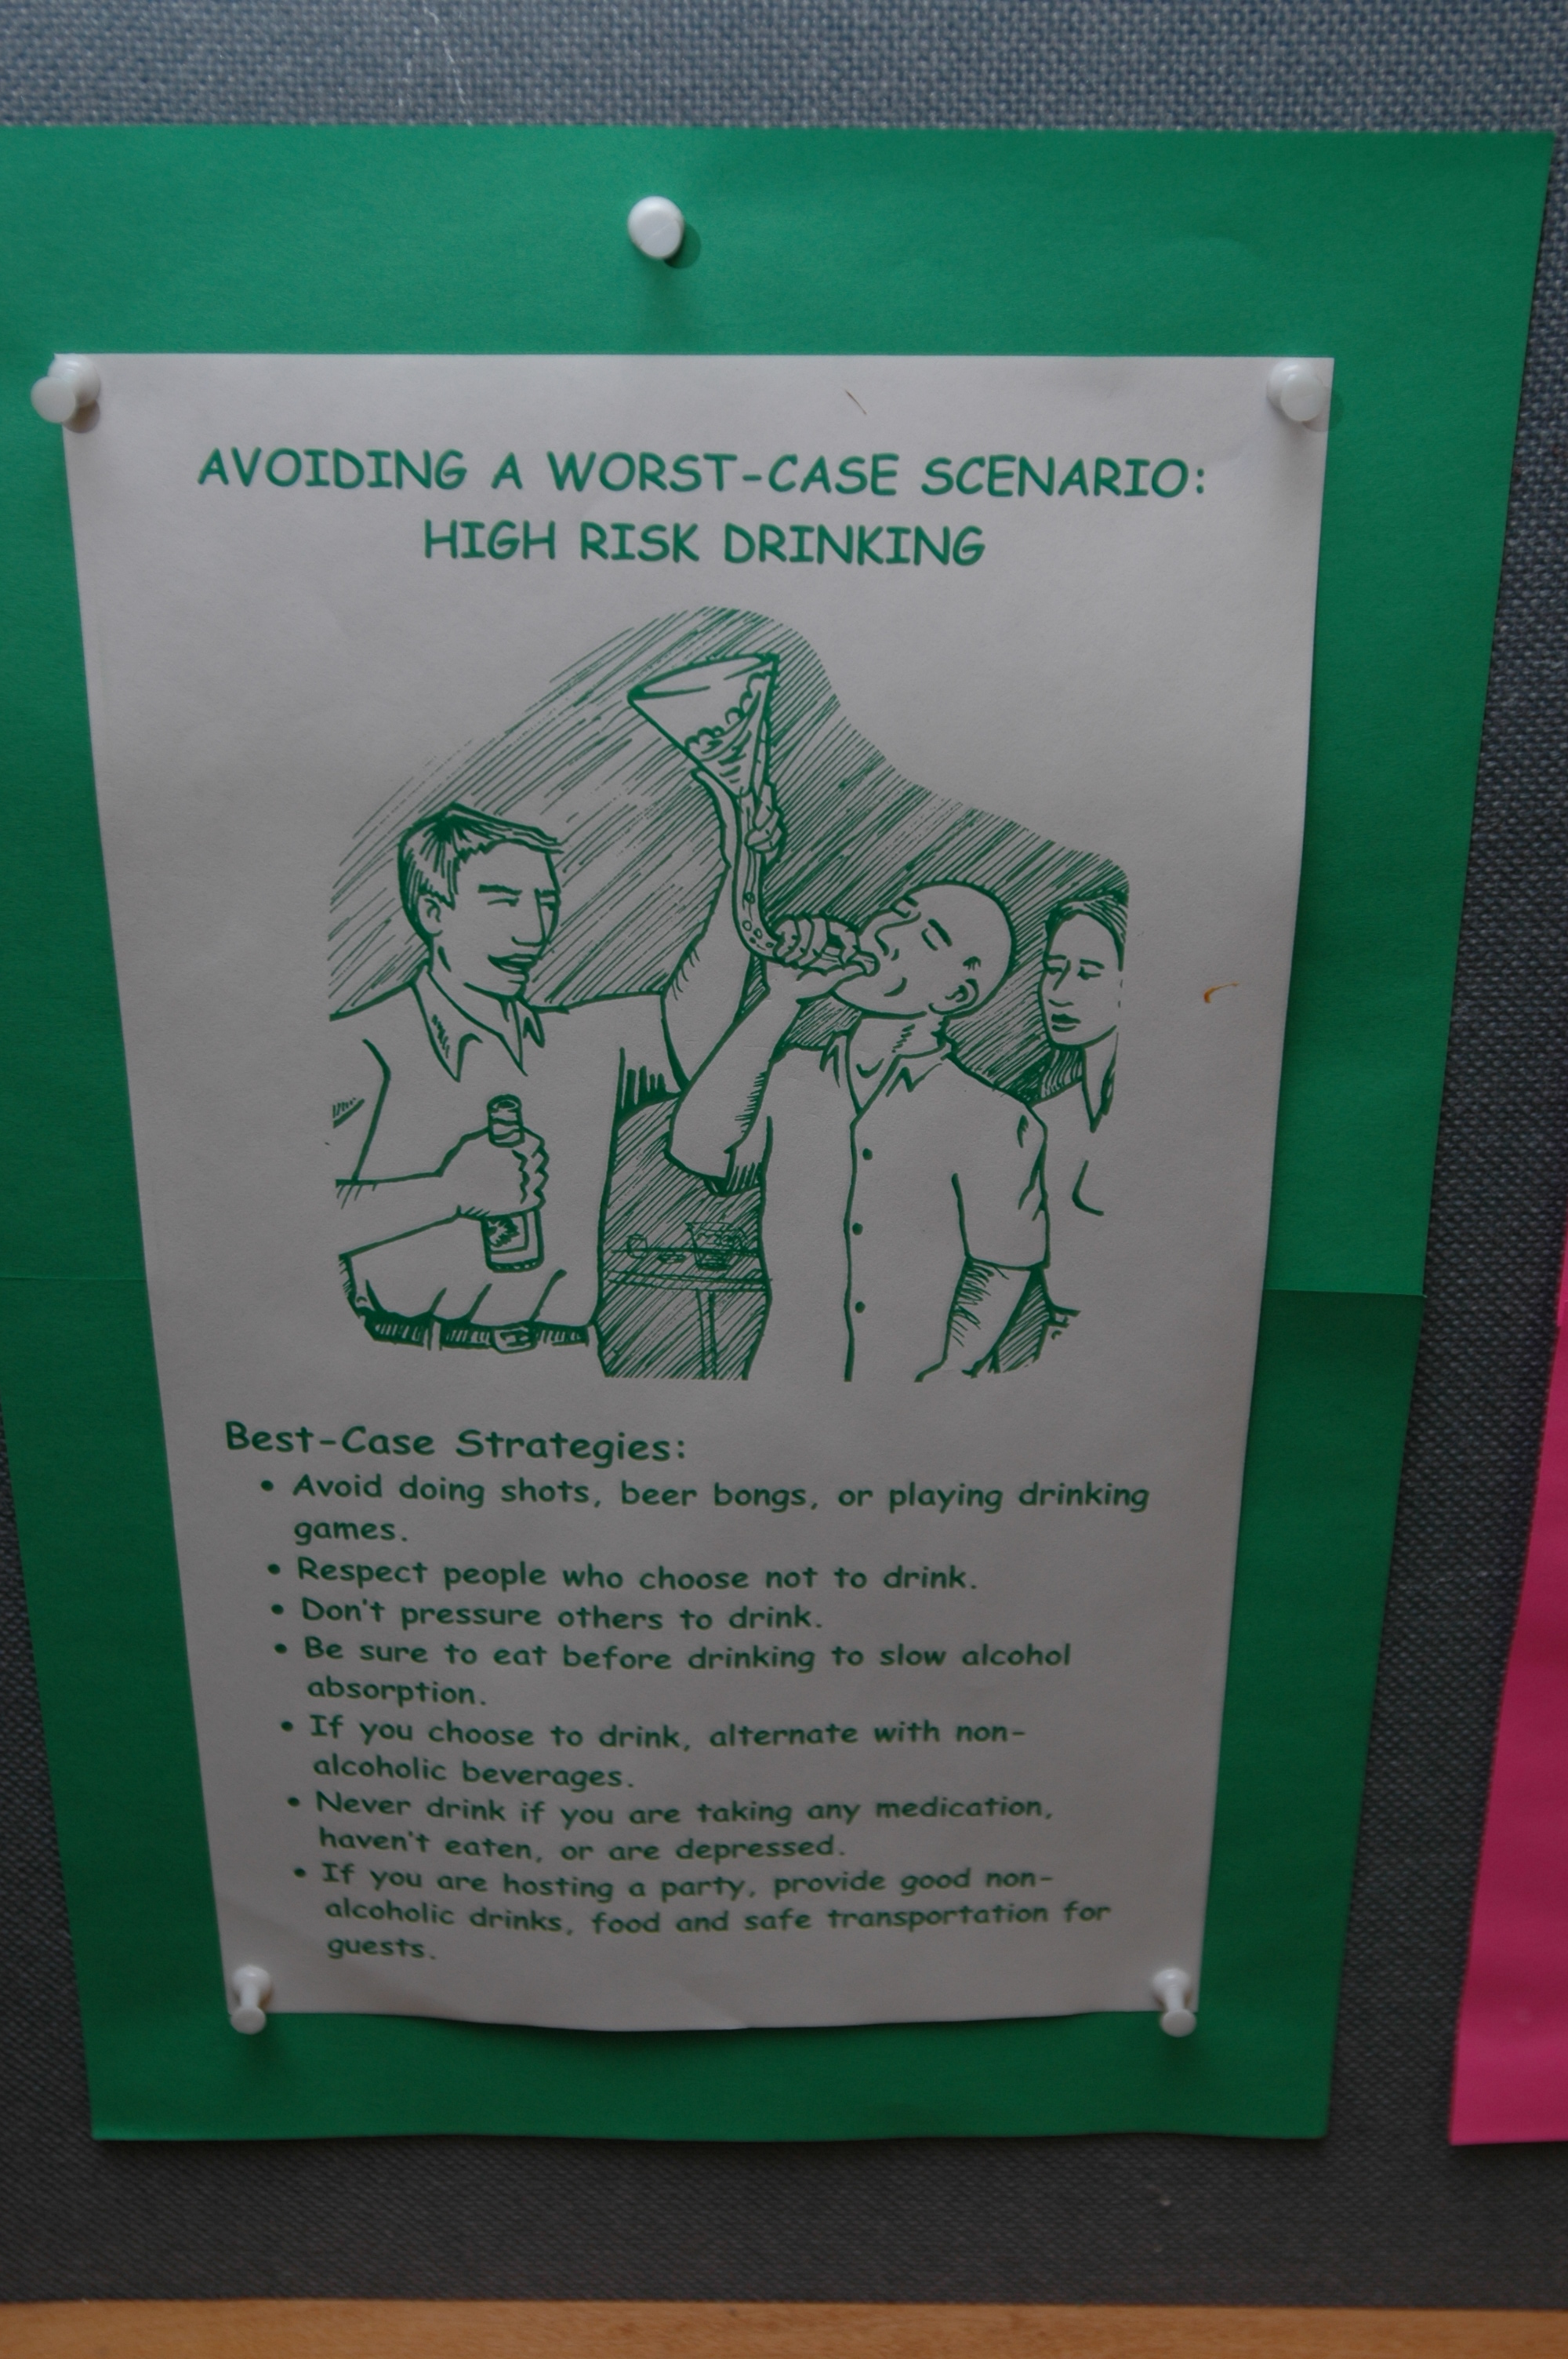 AVOIDING A WORST-CASE SCENARIO:
HIGH RISK DRINKING
Best-Case Strategies:
• Avoid doing shots, beer bongs, or playing drinking
games.
• Respect people who choose not to drink.
• Don't pressure others to drink.
• Be sure to eat before drinking to slow alcohol
absorption.
• If you choose to drink, alternate with non-
alcoholic beverages.
• Never drink if you are taking any medication,
haven't eaten, or are depressed.
• If you are hosting a party, provide good non-
alcoholic drinks, food and safe transportation for
guests.